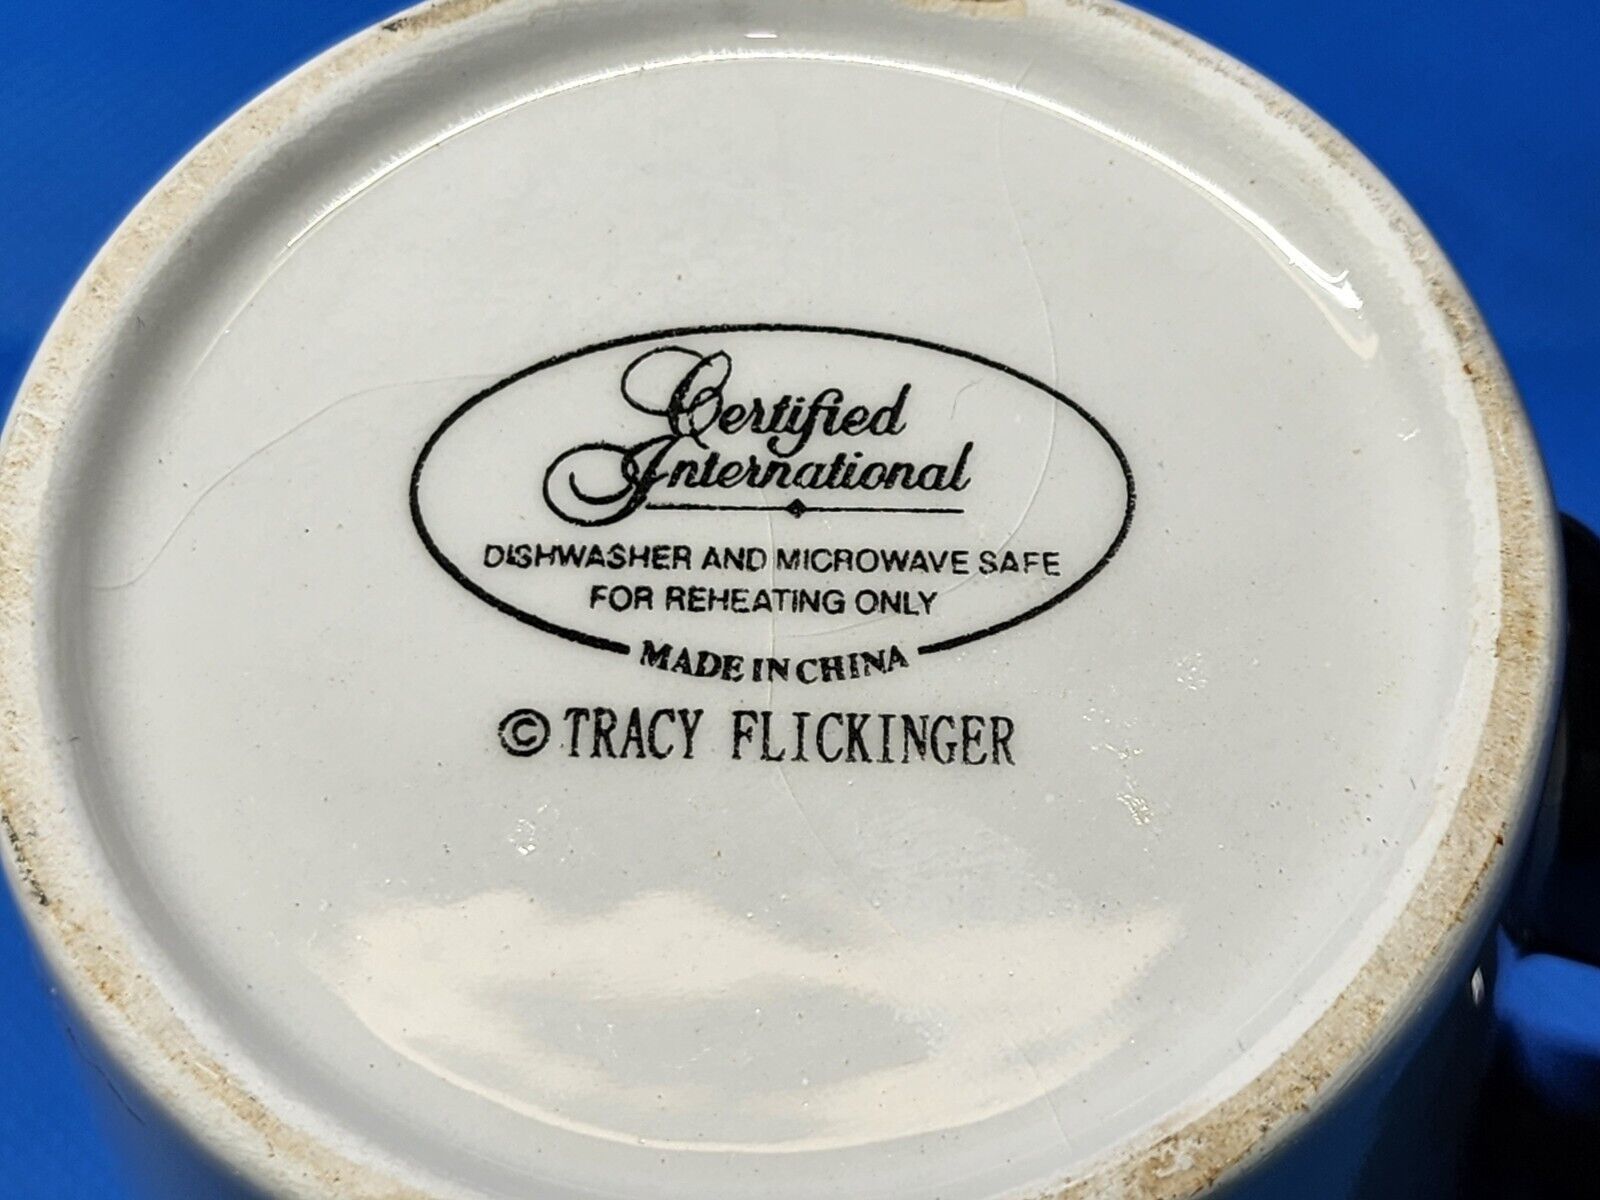 Certified
International
DISHWASHER AND MICROWAVE SAFE
FOR REHEATING ONLY
MADE IN CHINA
© TRACY FLICKINGER